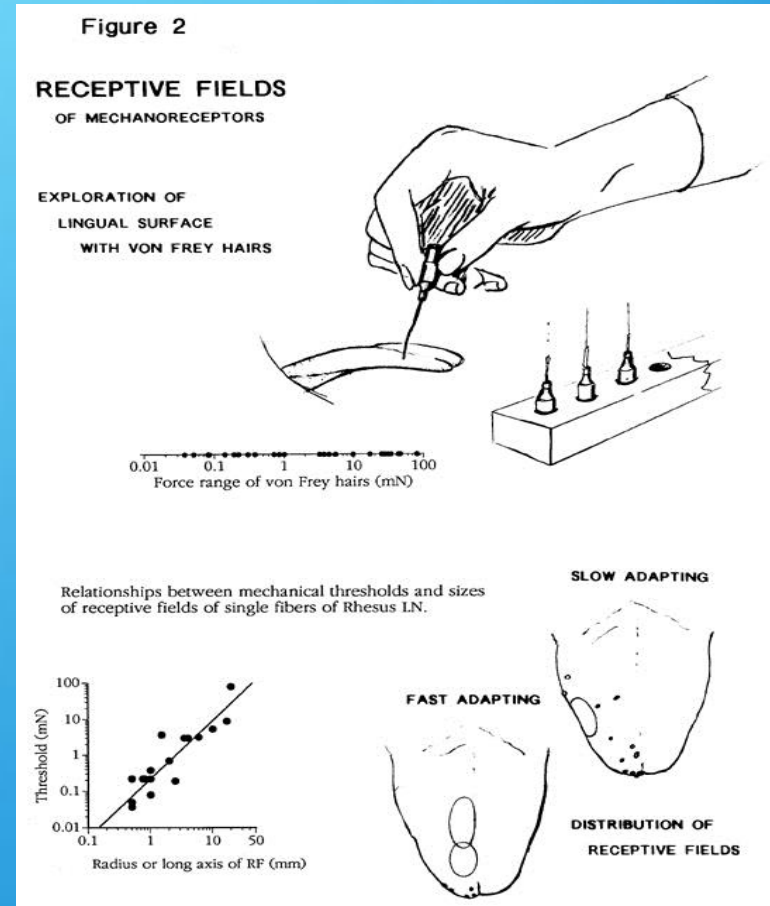 Figure 2
RECEPTIVE FIELDS
OF MECHANORECEPTORS
EXPLORATION OF
LINGUAL SURFACE
WITH VON FREY HAIRS
0.01 0.1 1 10 100
Force range of von Frey hairs (mN)
Relationships between mechanical thresholds and sizes
of receptive fields of single fibers of Rhesus LN.
Threshold (mN)
100
10
1
0.1
0.01
0.1 1 10 50
Radius or long axis of RF (mm)
SLOW ADAPTING
FAST ADAPTING
DISTRIBUTION OF
RECEPTIVE FIELDS